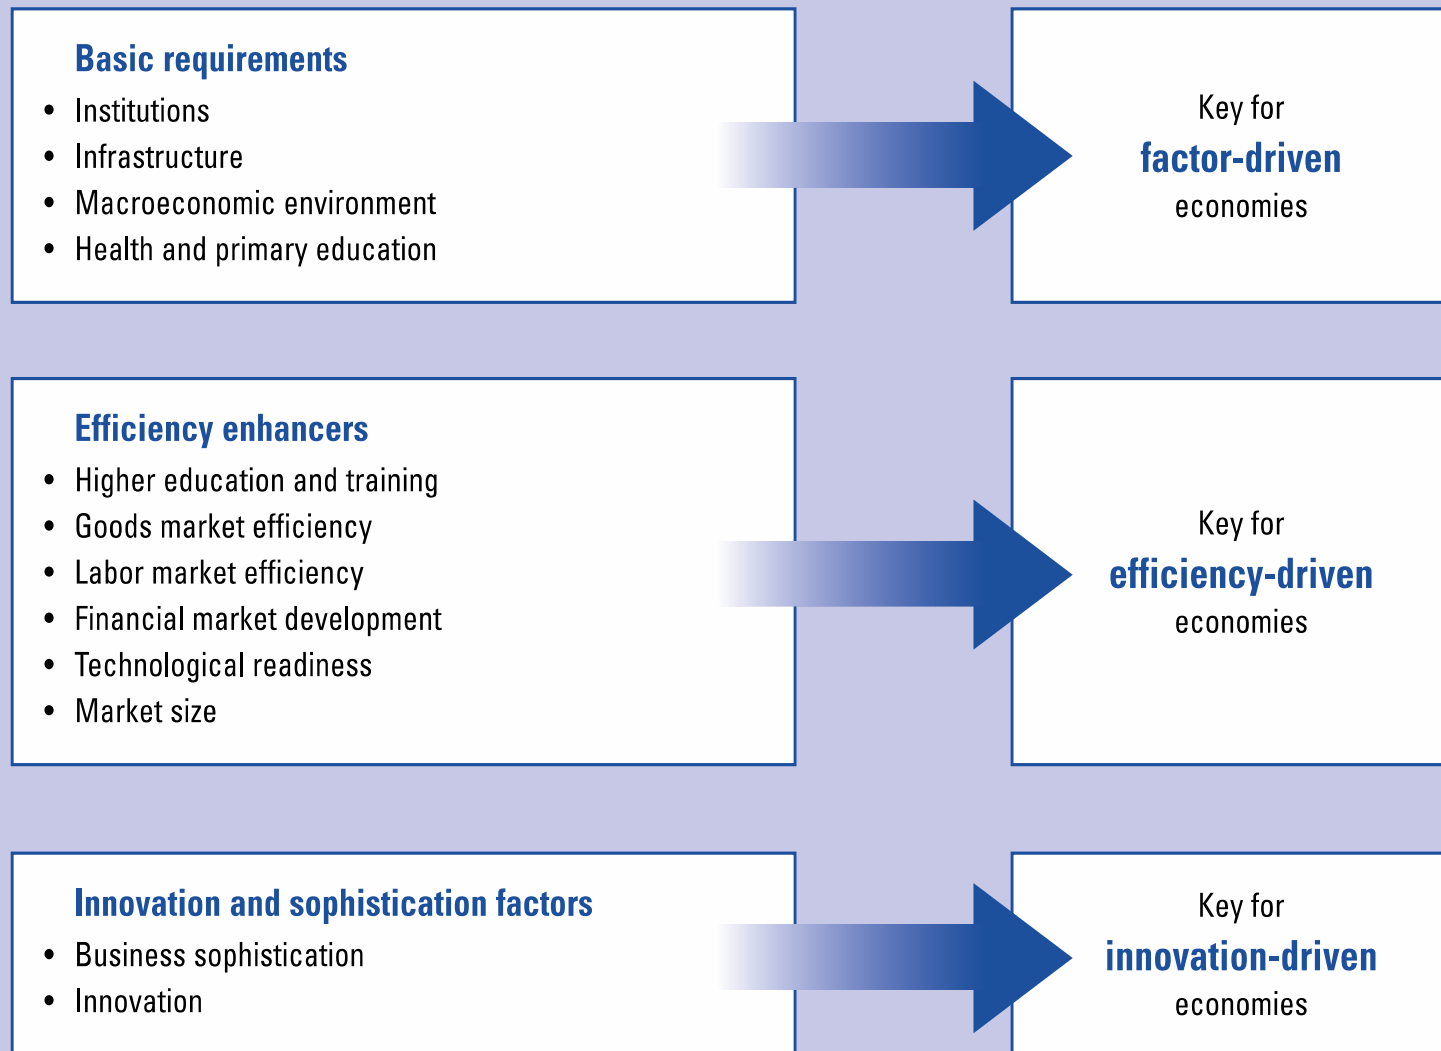 Basic requirements
• Institutions
• Infrastructure
• Macroeconomic environment
• Health and primary education
Key for
factor-driven
economies
Efficiency enhancers
• Higher education and training
• Goods market efficiency
• Labor market efficiency
• Financial market development
• Technological readiness
• Market size
Key for
efficiency-driven
economies
Innovation and sophistication factors
• Business sophistication
• Innovation
Key for
innovation-driven
economies